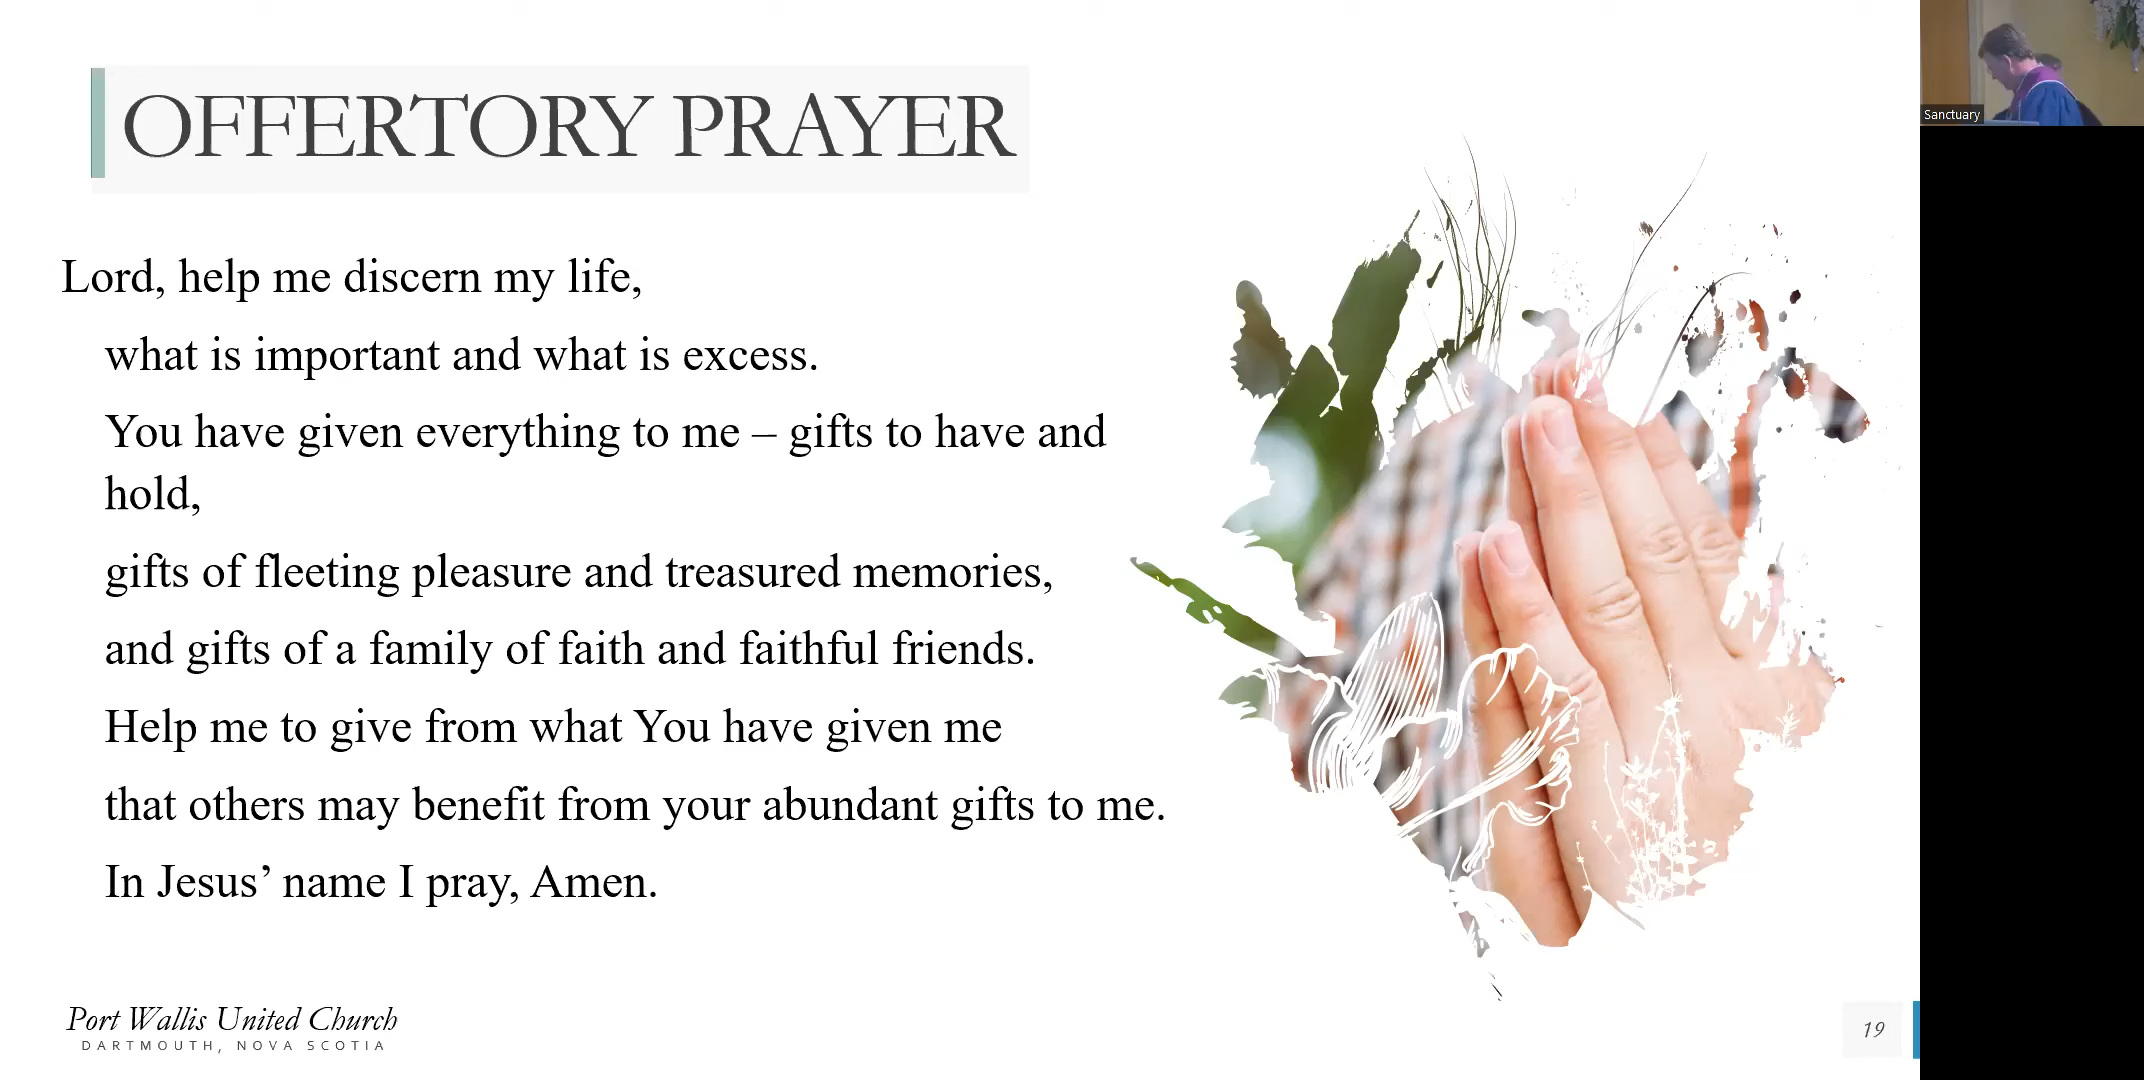 OFFERTORY PRAYER
Lord, help me discern my life,
what is important and what is excess.
You have given everything to me – gifts to have and
hold,
gifts of fleeting pleasure and treasured memories,
and gifts of a family of faith and faithful friends.
Help me to give from what You have given me
that others may benefit from your abundant gifts to me.
In Jesus’ name I pray, Amen.
Port Wallis United Church
DARTMOUTH, NOVA SCOTIA
19
Sanctuary